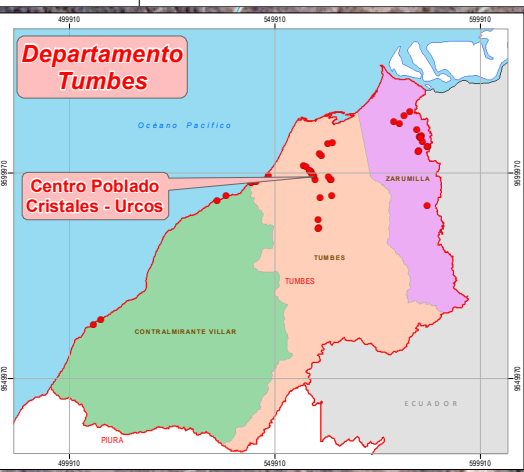 499910
549910
599910
Departamento
Tumbes
Océano Pacífico
9599970
9599970
Centro Poblado
Cristales - Urcos
ZARUMILLA
TUMBES
TUMBES
CONTRALMIRANTE VILLAR
9549970
9549970
ECUADOR
PIURA
499910
549910
599910